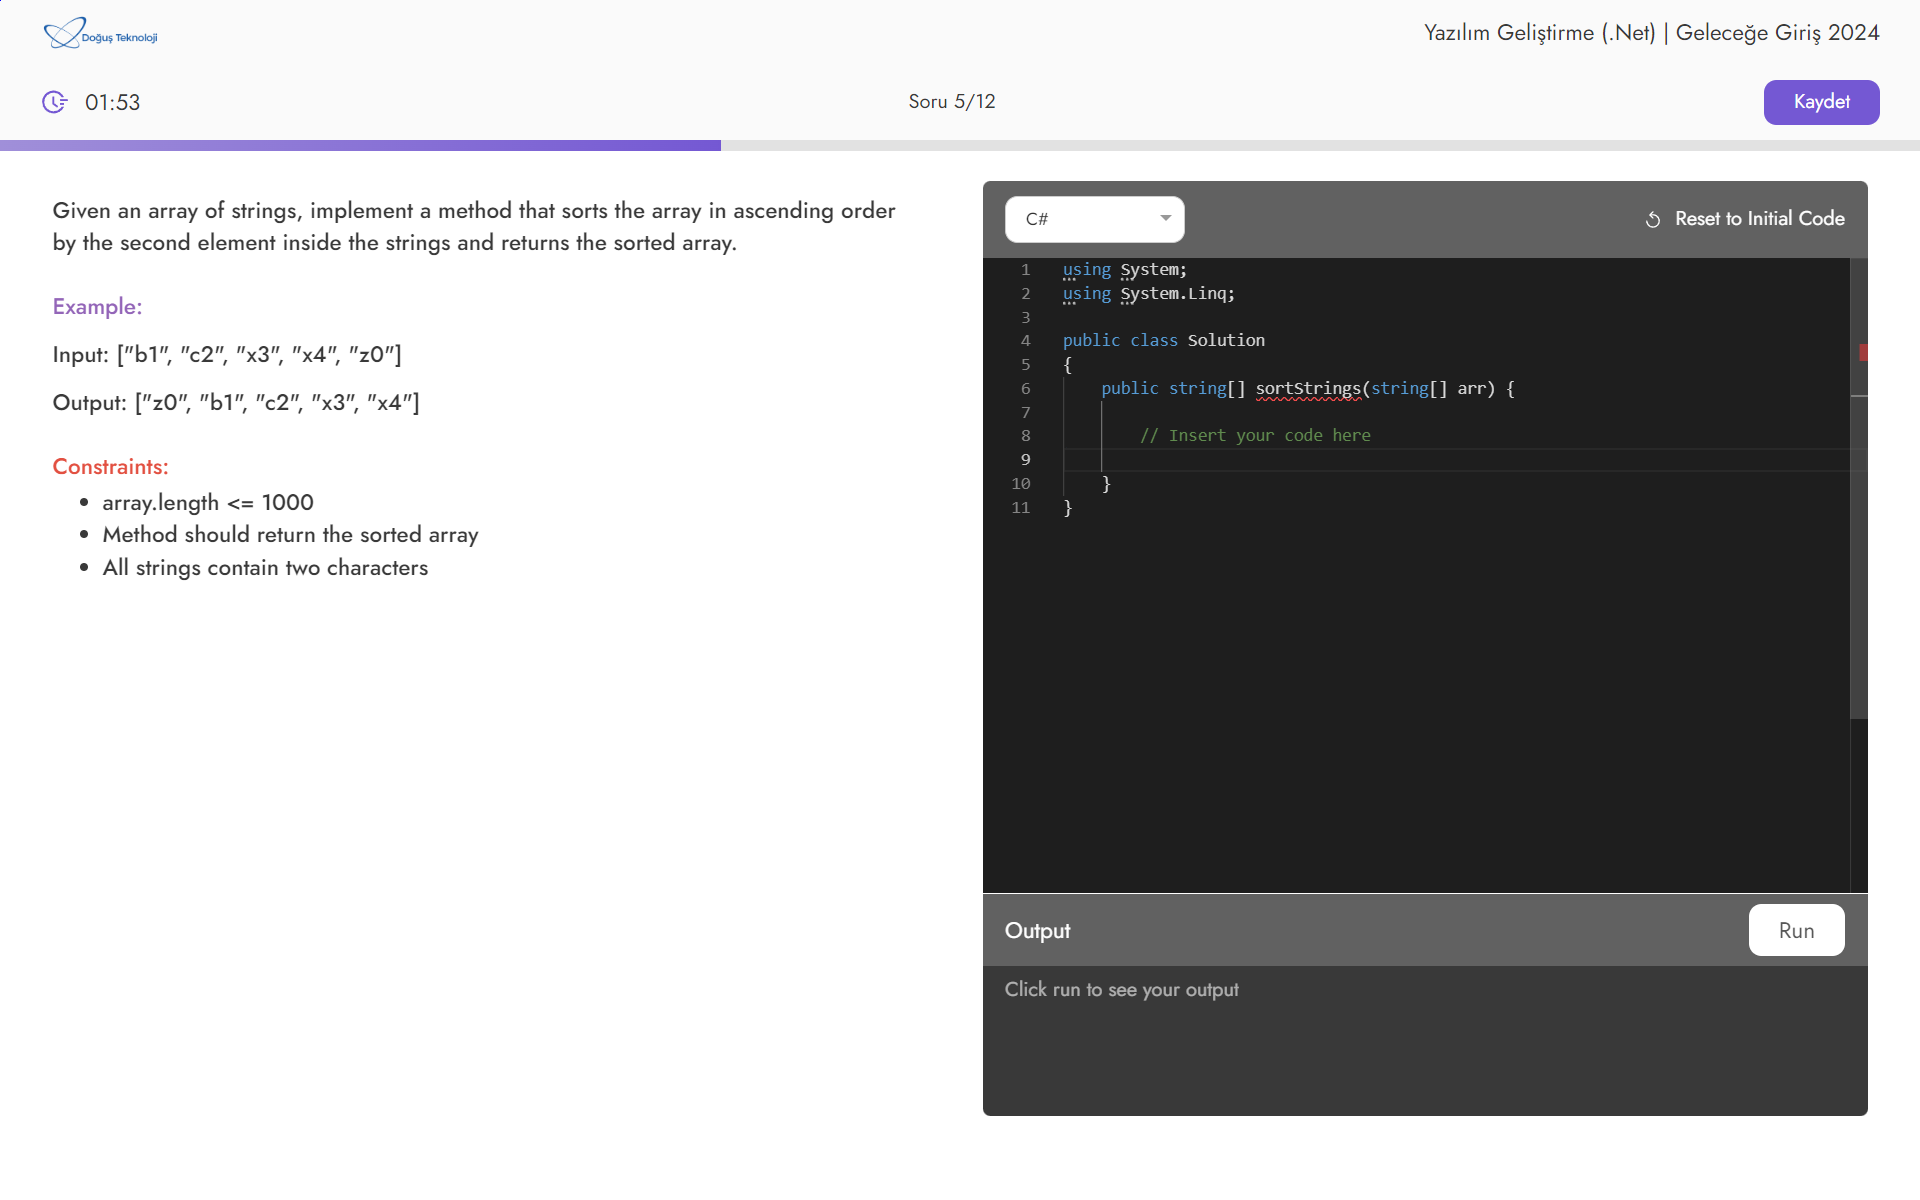 Doğuş Teknoloji
Yazılım Geliştirme (.Net) | Geleceğe Giriş 2024
01:53
Soru 5/12
Kaydet
Given an array of strings, implement a method that sorts the array in ascending order
by the second element inside the strings and returns the sorted array.
Example:
Input: ["b1", "c2", "x3", "x4", "z0"]
Output: ["z0", "b1", "c2", "x3", "x4"]
Constraints:
• array.length <= 1000
• Method should return the sorted array
• All strings contain two characters
C#
Reset to Initial Code
1 using System;
2 using System.Linq;
3
4 public class Solution
5 {
6     public string[] sortStrings(string[] arr) {
7
8         // Insert your code here
9
10     }
11 }
Output
Run
Click run to see your output